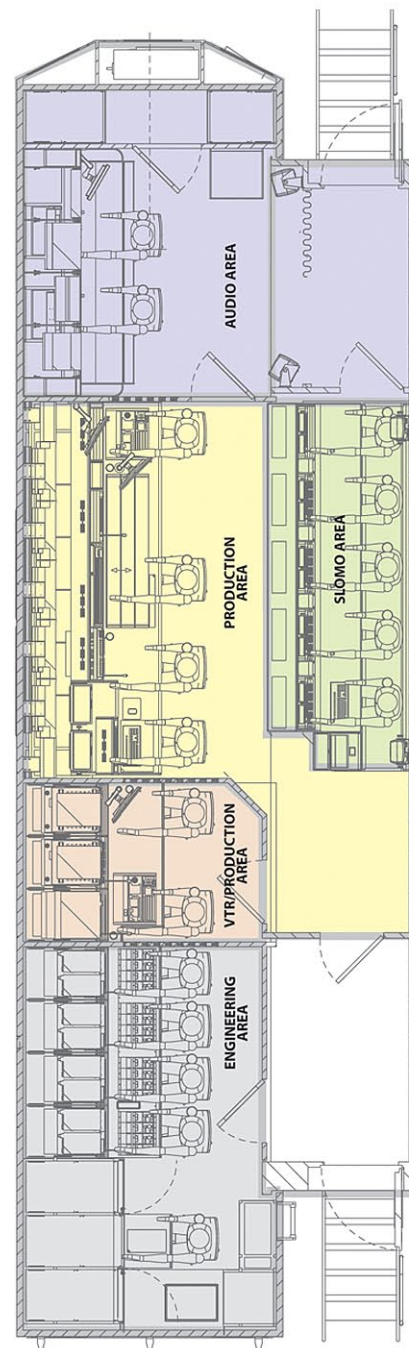 AUDIO AREA
PRODUCTION
AREA
SLOMO AREA
VTR/PRODUCTION
AREA
ENGINEERING
AREA